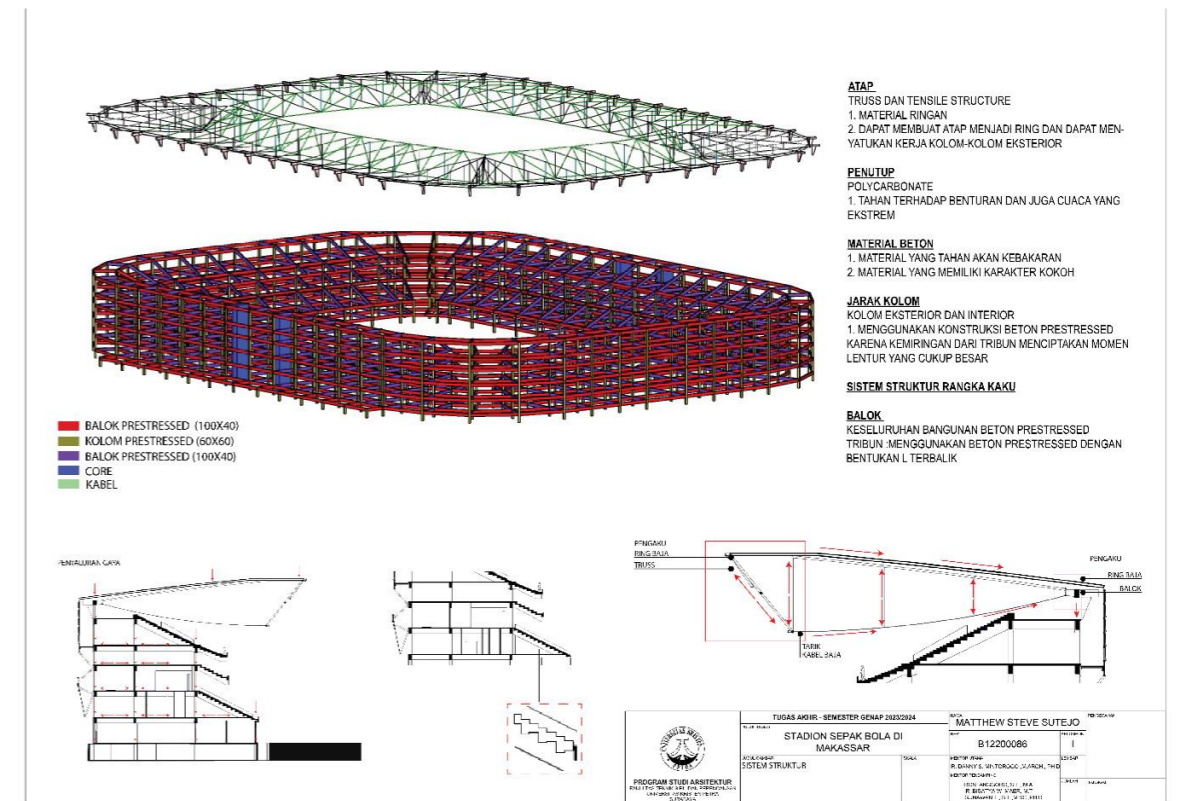 ATAP
TRUSS DAN TENSILE STRUCTURE
1. MATERIAL RINGAN
2. DAPAT MEMBUAT ATAP MENJADI RING DAN DAPAT MEN-
YATUKAN KERJA KOLOM-KOLOM EKSTERIOR
PENUTUP
POLYCARBONATE
1. TAHAN TERHADAP BENTURAN DAN JUGA CUACA YANG
EKSTREM
MATERIAL BETON
1. MATERIAL YANG TAHAN AKAN KEBAKARAN
2. MATERIAL YANG MEMILIKI KARAKTER KOKOH
JARAK KOLOM
KOLOM EKSTERIOR DAN INTERIOR
1. MENGGUNAKAN KONSTRUKSI BETON PRESTRESSED
KARENA KEMIRINGAN DARI TRIBUN MENCIPTAKAN MOMEN
LENTUR YANG CUKUP BESAR
SISTEM STRUKTUR RANGKA KAKU
BALOK
KESELURUHAN BANGUNAN BETON PRESTRESSED
TRIBUN :MENGGUNAKAN BETON PRESTRESSED DENGAN
BENTUKAN L TERBALIK
BALOK PRESTRESSED (100X40)
KOLOM PRESTRESSED (60X60)
BALOK PRESTRESSED (100X40)
CORE
KABEL
PENYALURAN GAYA
PENGAKU
RING BAJA
TRUSS
TARIK
KABEL BAJA
PENGAKU
RING BAJA
BALOK
PROGRAM STUDI ARSITEKTUR
TUGAS AKHIR - SEMESTER GENAP 2023/2024
STADION SEPAK BOLA DI
MAKASSAR
SISTEM STRUKTUR
SKALA
MATTHEW STEVE SUTEJO
B12200086
I